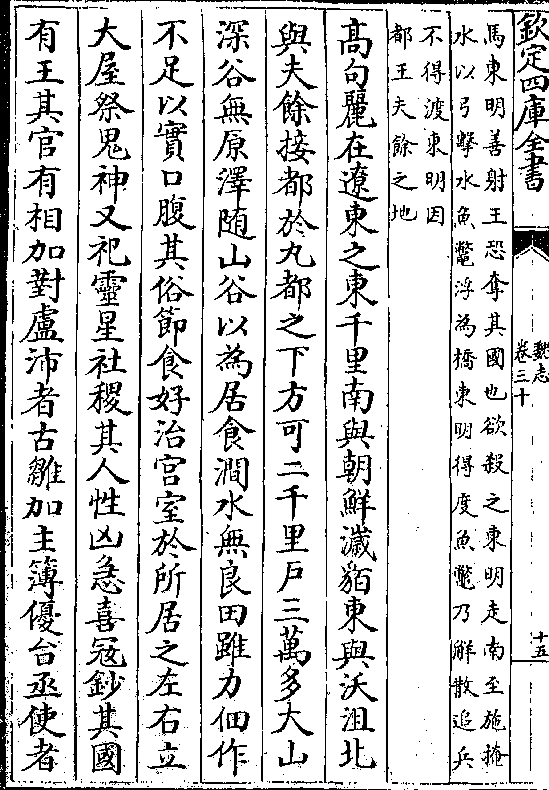 欽定四庫全書
魏志
卷三十
十五
馬東明善射王恐奪其國也欲殺之東明走南至施掩
水以弓擊水魚鼈浮為橋東明得度魚鼈乃解散追兵
不得渡東明因
都王夫餘之地
高句麗在遼東之東千里南與朝鮮濊貊東與沃沮北
與夫餘接都於丸都之下方可二千里户三萬多大山
深谷無原澤随山谷以為居食澗水無良田雖力佃作
不足以實口腹其俗節食好治宫室於所居之左右立
大屋祭鬼神又祀靈星社稷其人性凶急喜冦鈔其國
有王其官有相加對盧沛者古雛加主簿優台丞使者